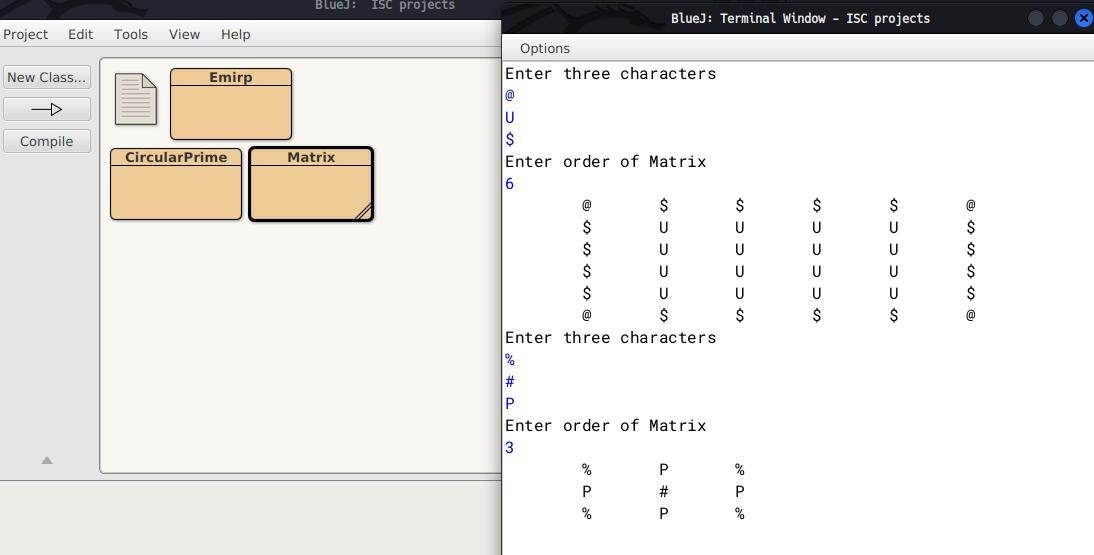 BlueJ:  ISC projects
Project Edit Tools View Help
New Class...
Compile
Emirp
CircularPrime Matrix
BlueJ: Terminal Window - ISC projects
Options
Enter three characters
@
U
$
Enter order of Matrix
6
@ $ $ $ $ @
$ U U U U $
$ U U U U $
$ U U U U $
$ U U U U $
@ $ $ $ $ @
Enter three characters
%
#
P
Enter order of Matrix
3
% P %
P # P
% P %